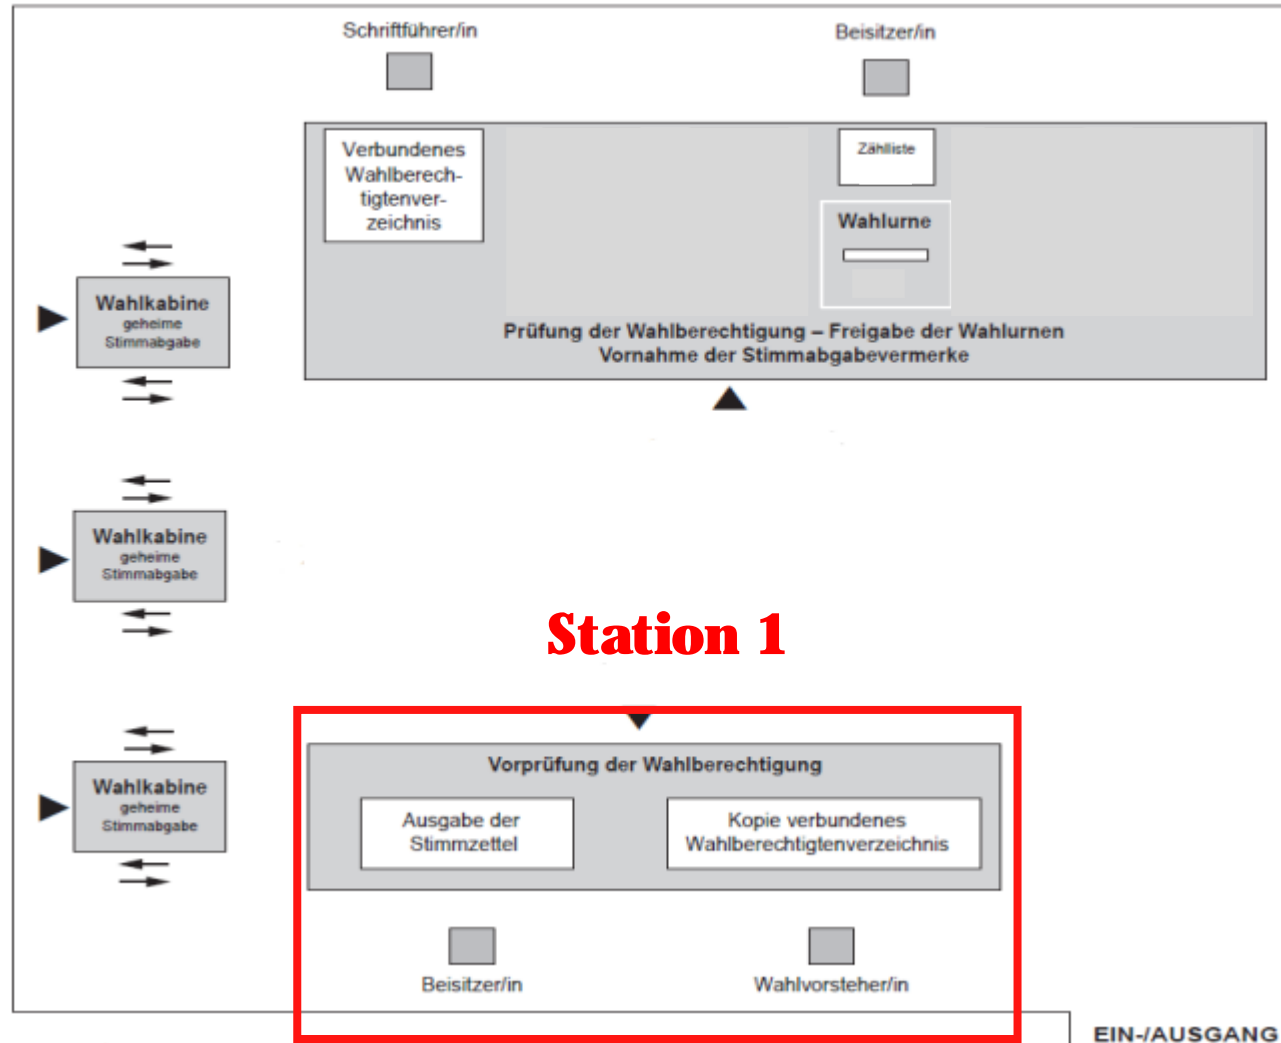 Schriftführer/in
Beisitzer/in
Verbundenes
Wahlberech-
tigtenver-
zeichnis
Zählliste
Wahlurne
Prüfung der Wahlberechtigung – Freigabe der Wahlurnen
Vornahme der Stimmabgabevermerke
Wahlkabine
geheime
Stimmabgabe
Wahlkabine
geheime
Stimmabgabe
Station 1
Wahlkabine
geheime
Stimmabgabe
Vorprüfung der Wahlberechtigung
Ausgabe der
Stimmzettel
Kopie verbundenes
Wahlberechtigtenverzeichnis
Beisitzer/in
Wahlvorsteher/in
EIN-/AUSGANG